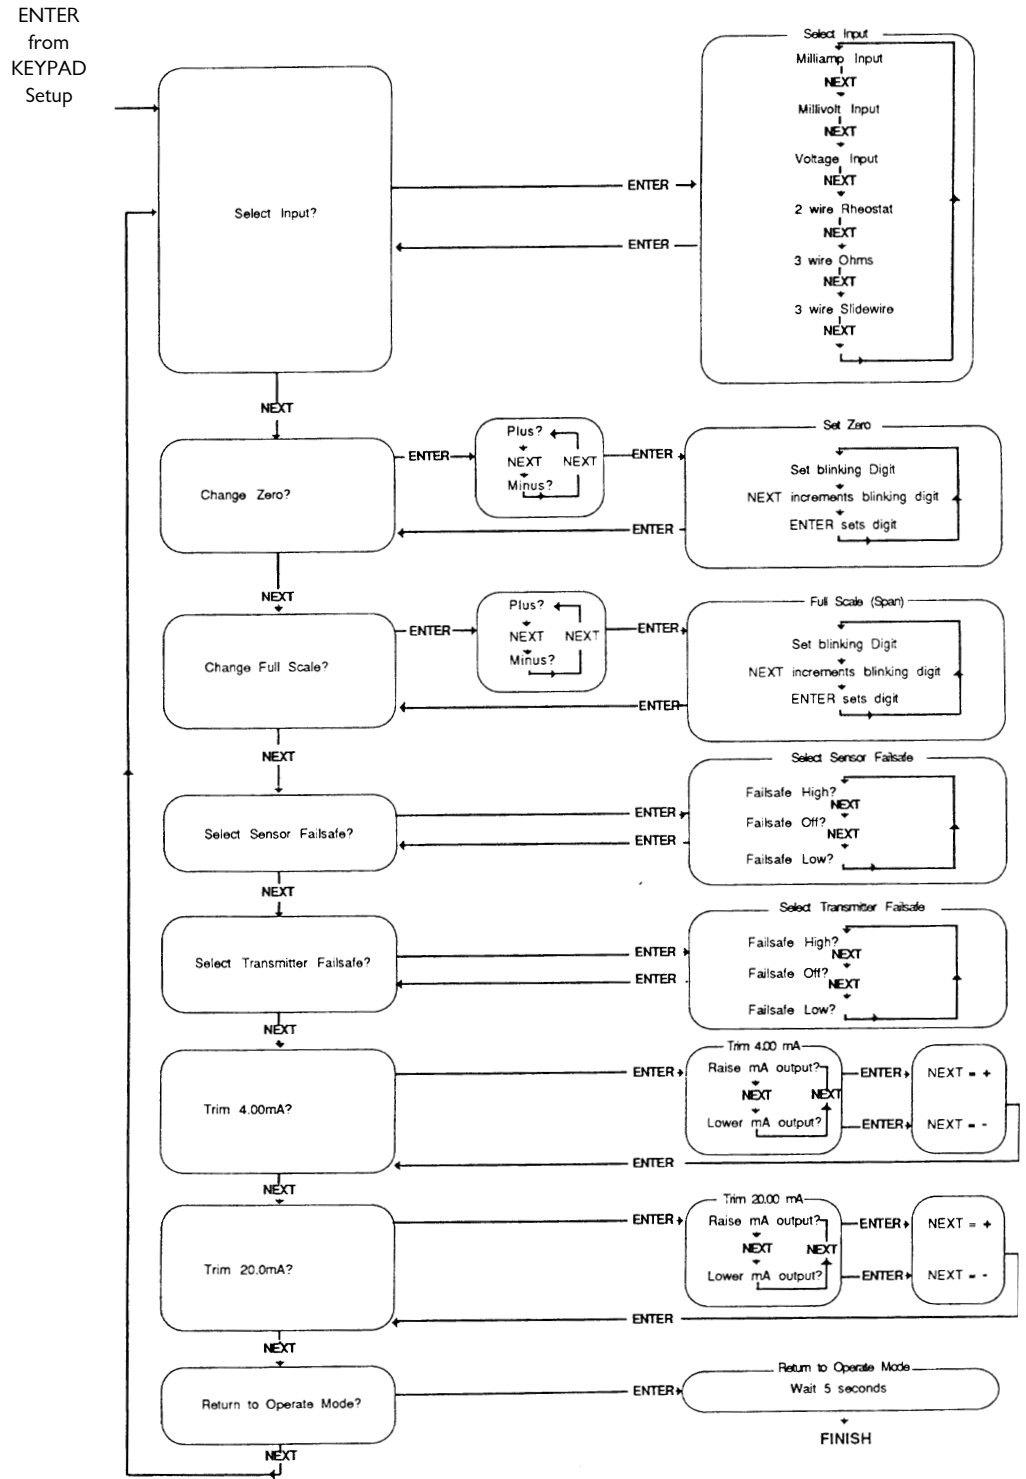 ENTER
from
KEYPAD
Setup
Select Input?
ENTER
ENTER
Select Input
Milliamp Input
NEXT
Millivolt Input
NEXT
Voltage Input
NEXT
2 wire Rheostat
NEXT
3 wire Ohms
NEXT
3 wire Slidewire
NEXT
NEXT
Change Zero?
ENTER
Plus?
NEXT NEXT
Minus?
ENTER
ENTER
Set Zero
Set blinking Digit
NEXT increments blinking digit
ENTER sets digit
NEXT
Change Full Scale?
ENTER
Plus?
NEXT NEXT
Minus?
ENTER
ENTER
Full Scale (Span)
Set blinking Digit
NEXT increments blinking digit
ENTER sets digit
NEXT
Select Sensor Failsafe?
ENTER
ENTER
Select Sensor Failsafe
Failsafe High?
NEXT
Failsafe Off?
NEXT
Failsafe Low?
NEXT
Select Transmitter Failsafe?
ENTER
ENTER
Select Transmitter Failsafe
Failsafe High?
NEXT
Failsafe Off?
NEXT
Failsafe Low?
NEXT
Trim 4.00mA?
ENTER
Trim 4.00 mA
Raise mA output?
NEXT NEXT
Lower mA output?
ENTER
ENTER
NEXT = +
NEXT = -
ENTER
NEXT
Trim 20.0mA?
ENTER
Trim 20.00 mA
Raise mA output?
NEXT NEXT
Lower mA output?
ENTER
ENTER
NEXT = +
NEXT = -
ENTER
NEXT
Return to Operate Mode?
ENTER
Return to Operate Mode
Wait 5 seconds
FINISH
NEXT